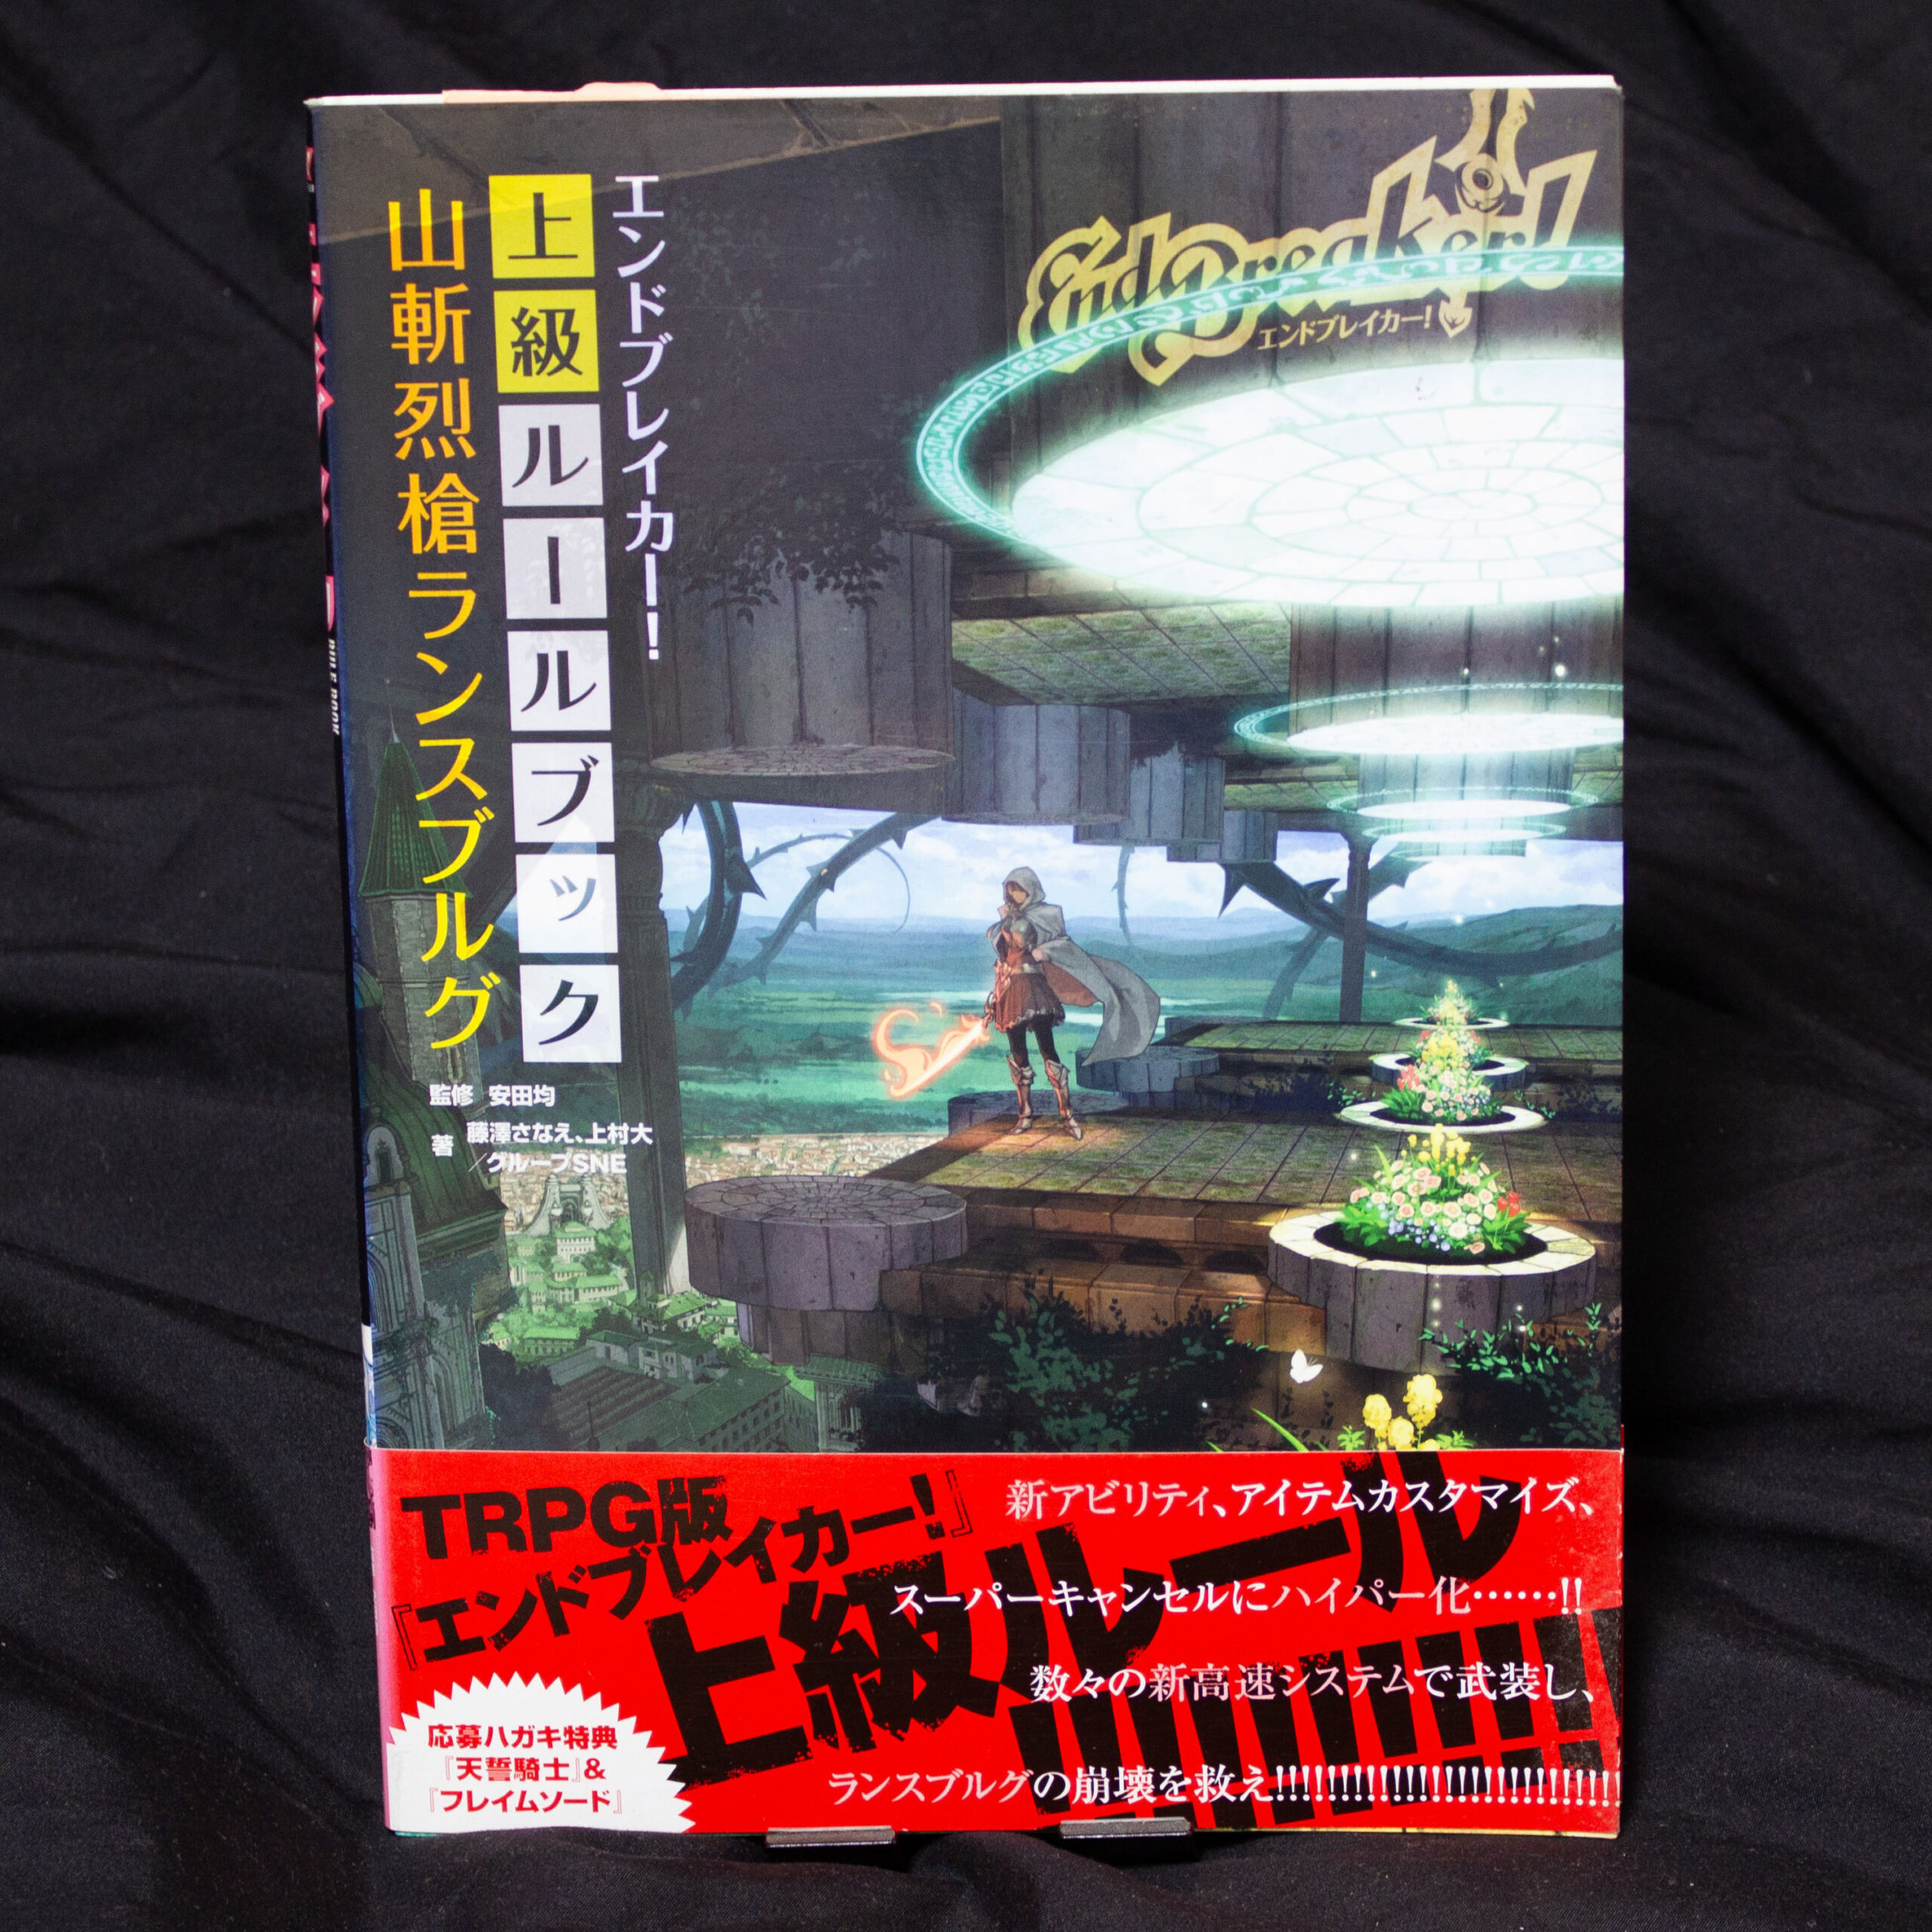 エンドブレイカー！
上級ルールブック
山斬烈槍ランスブルグ
監修 安田均
著 藤澤さなえ、上村大
／グループSNE
EndBreaker!
エンドブレイカー！
TRPG版
『エンドブレイカー！』
上級ルール!!!!!!!!!!
新アビリティ、アイテムカスタマイズ、
スーパーキャンセルにハイパー化……!!
数々の新高速システムで武装し、
ランスブルグの崩壊を救え!!!!!!!!!!!!!!!!!!!!!!!!!!
応募ハガキ特典
『天誓騎士』&
『フレイムソード』
RULE BOOK